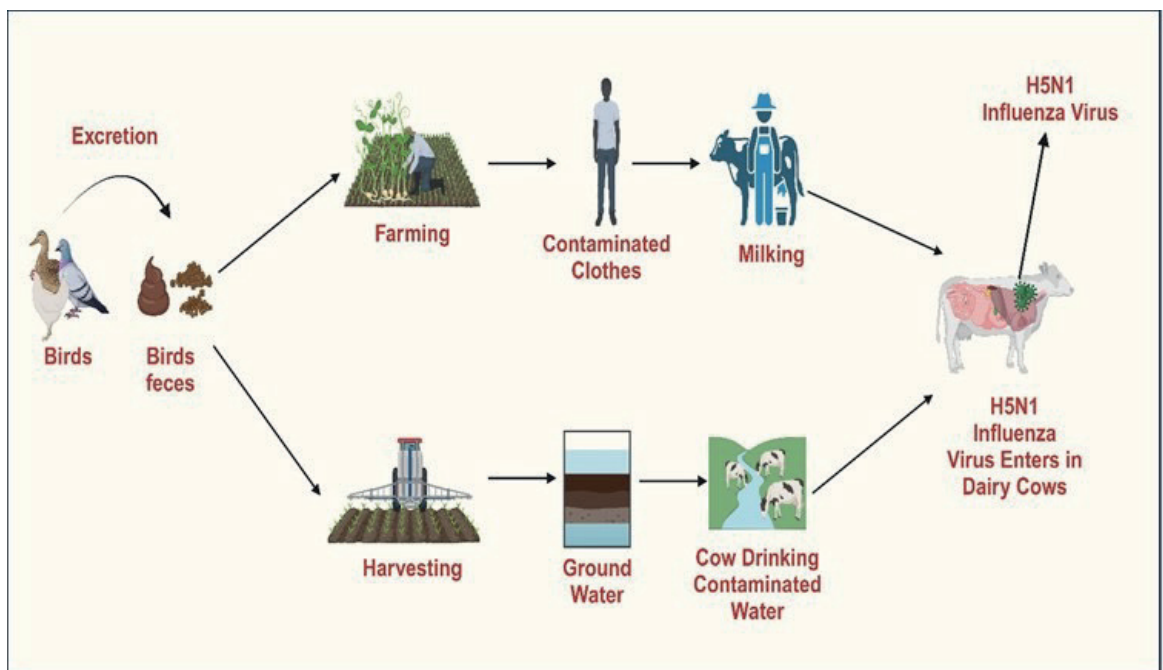 Excretion
Birds
Birds
feces
Farming
Contaminated
Clothes
Milking
H5N1
Influenza Virus
Harvesting
Ground
Water
Cow Drinking
Contaminated
Water
H5N1
Influenza
Virus Enters in
Dairy Cows